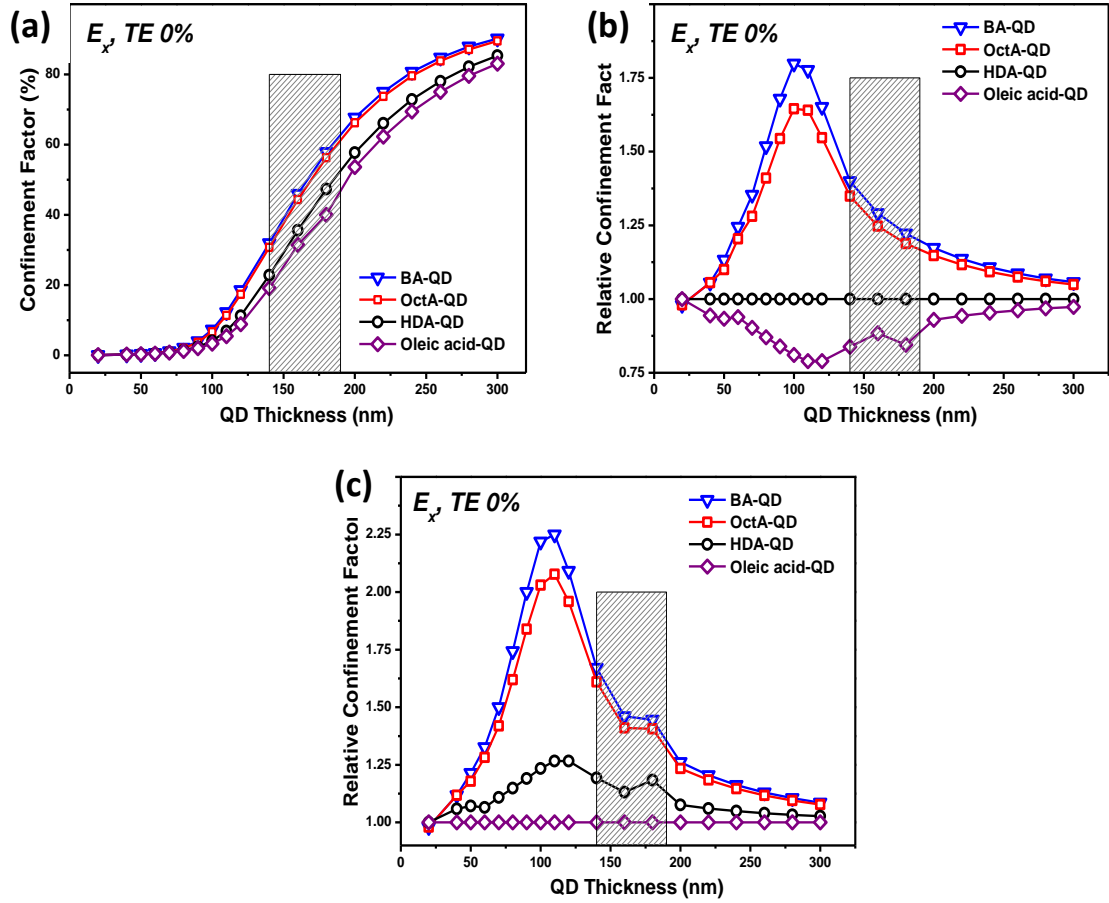 (a)
E_x, TE 0%
Confinement Factor (%)
80
60
40
20
0
BA-QD
OctA-QD
HDA-QD
Oleic acid-QD
0 50 100 150 200 250 300
QD Thickness (nm)
(b)
E_x, TE 0%
Relative Confinement Fact
1.75
1.50
1.25
1.00
0.75
BA-QD
OctA-QD
HDA-QD
Oleic acid-QD
0 50 100 150 200 250 300
QD Thickness (nm)
(c)
E_x, TE 0%
Relative Confinement Factor
2.25
2.00
1.75
1.50
1.25
1.00
BA-QD
OctA-QD
HDA-QD
Oleic acid-QD
0 50 100 150 200 250 300
QD Thickness (nm)